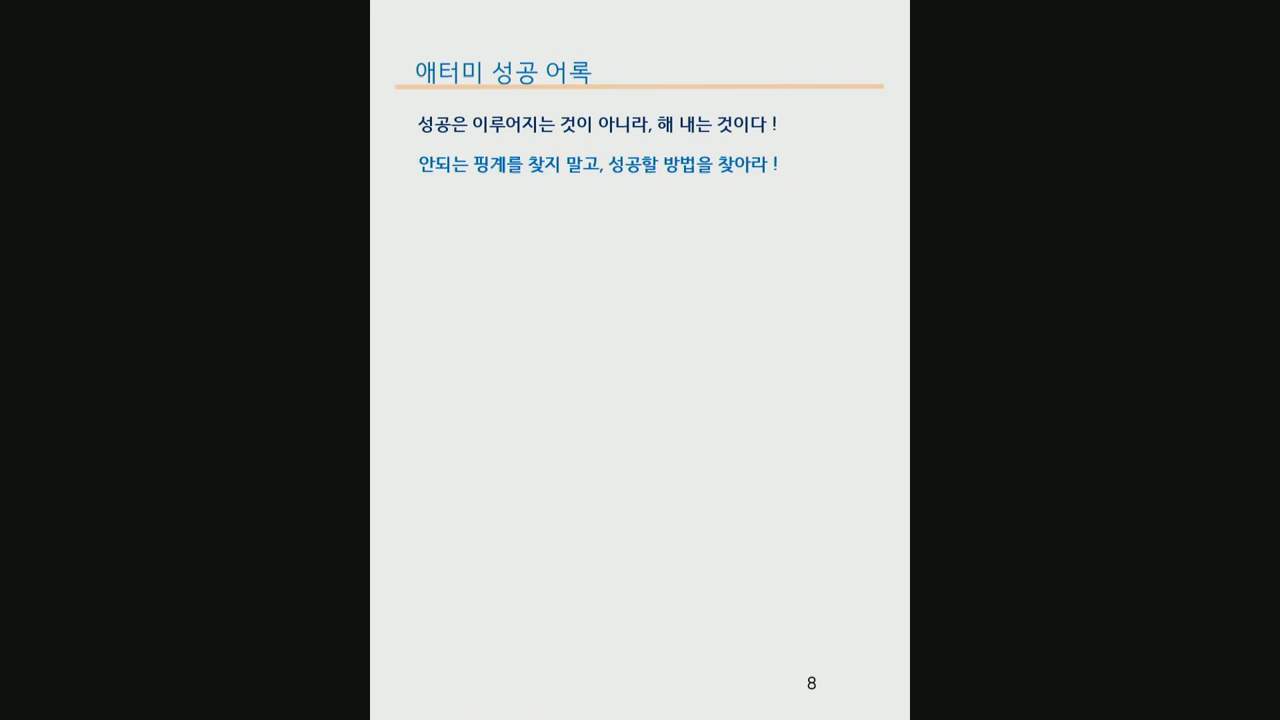 애터미 성공 어록
성공은 이루어지는 것이 아니라, 해 내는 것이다 !
안되는 핑계를 찾지 말고, 성공할 방법을 찾아라 !
8